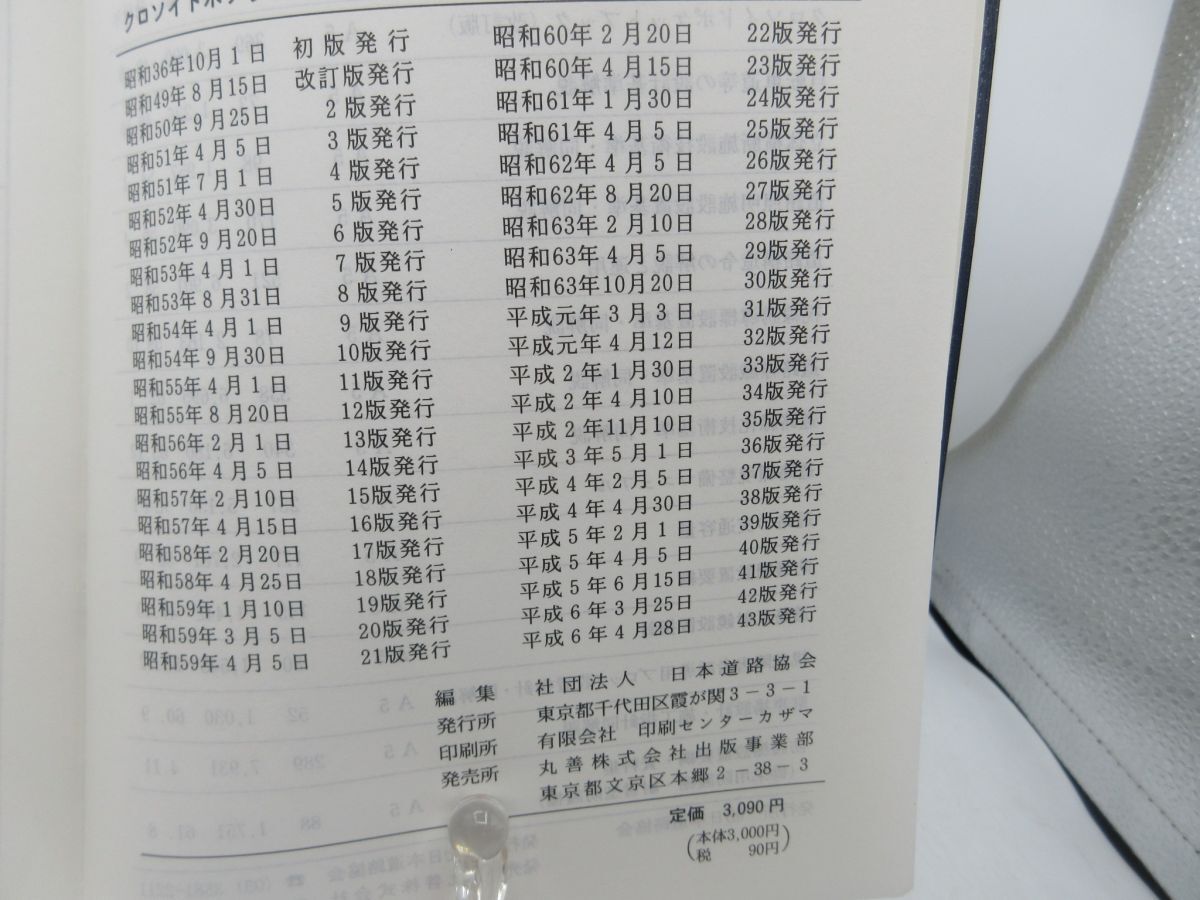 クロソイドポケ
昭和36年10月1日 初版発行
昭和49年8月15日 改訂版発行
昭和50年9月25日 2版発行
昭和51年4月5日 3版発行
昭和51年7月1日 4版発行
昭和52年4月30日 5版発行
昭和52年9月20日 6版発行
昭和53年4月1日 7版発行
昭和53年8月31日 8版発行
昭和54年4月1日 9版発行
昭和54年9月30日 10版発行
昭和55年4月1日 11版発行
昭和55年8月20日 12版発行
昭和56年2月1日 13版発行
昭和56年4月5日 14版発行
昭和57年2月10日 15版発行
昭和57年4月15日 16版発行
昭和58年2月20日 17版発行
昭和58年4月25日 18版発行
昭和59年1月10日 19版発行
昭和59年3月5日 20版発行
昭和59年4月5日 21版発行
昭和60年2月20日 22版発行
昭和60年4月15日 23版発行
昭和61年1月30日 24版発行
昭和61年4月5日 25版発行
昭和62年4月5日 26版発行
昭和62年8月20日 27版発行
昭和63年2月10日 28版発行
昭和63年4月5日 29版発行
昭和63年10月20日 30版発行
平成元年3月3日 31版発行
平成元年4月12日 32版発行
平成2年1月30日 33版発行
平成2年4月10日 34版発行
平成2年11月10日 35版発行
平成3年5月1日 36版発行
平成4年2月5日 37版発行
平成4年4月30日 38版発行
平成5年2月1日 39版発行
平成5年4月5日 40版発行
平成5年6月15日 41版発行
平成6年3月25日 42版発行
平成6年4月28日 43版発行
編集 社団法人 日本道路協会
発行所 東京都千代田区霞が関3-3-1
印刷所 有限会社 印刷センターカザマ
発売所 丸善株式会社出版事業部
東京都文京区本郷2-38-3
定価 3,090円
(本体3,000円
税 90円)